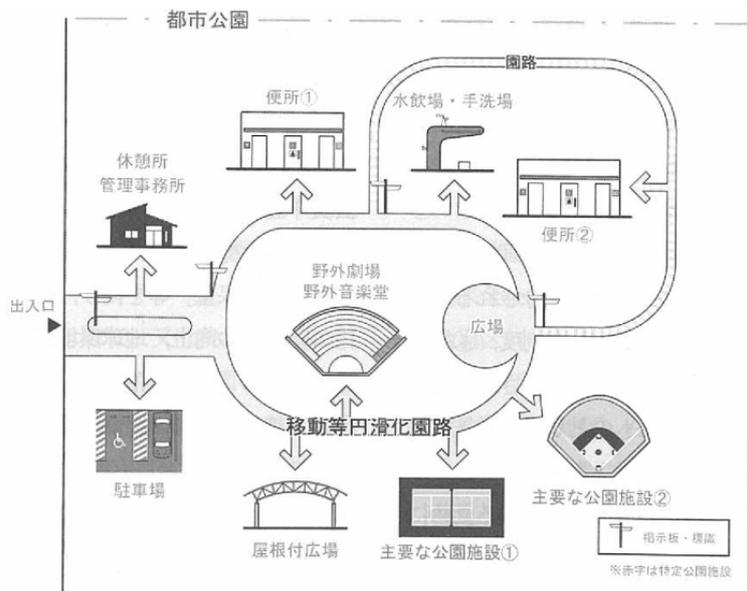 都市公園
園路
便所①
水飲場・手洗場
休憩所
管理事務所
便所②
野外劇場
野外音楽堂
出入口
広場
移動等円滑化園路
駐車場
屋根付広場
主要な公園施設①
主要な公園施設②
掲示板・標識
※赤字は特定公園施設